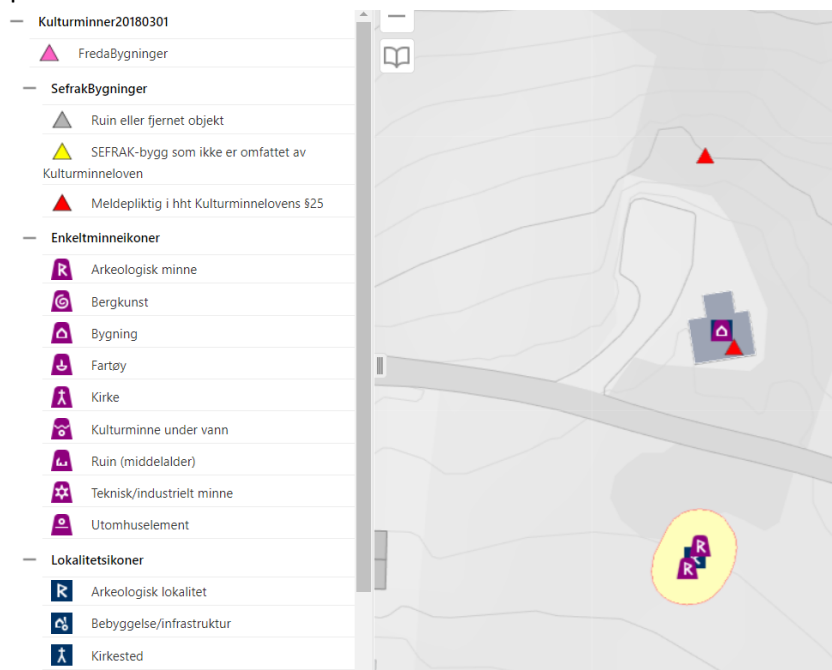 Kulturminner20180301
FredaBygninger
SefrakBygninger
Ruin eller fjernet objekt
SEFRAK-bygg som ikke er omfattet av
Kulturminneloven
Meldepliktig i hht Kulturminnelovens §25
Enkeltminneikoner
Arkeologisk minne
Bergkunst
Bygning
Fartøy
Kirke
Kulturminne under vann
Ruin (middelalder)
Teknisk/industrielt minne
Utomhuselement
Lokalitetsikoner
Arkeologisk lokalitet
Bebyggelse/infrastruktur
Kirkested